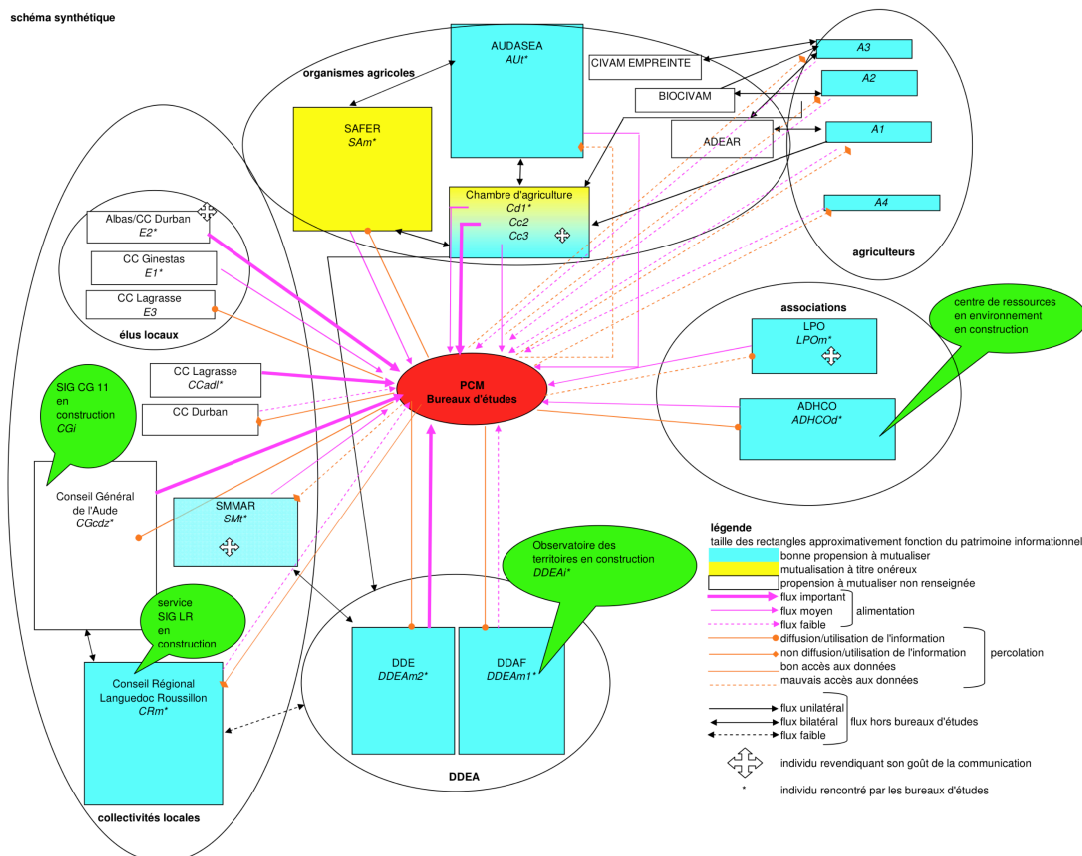 schéma synthétique
AUDASEA
AUt*
organismes agricoles
CIVAM EMPREINTE
BIOCIVAM
ADEAR
A3
A2
A1
A4
agriculteurs
SAFER
SAm*
Chambre d'agriculture
Cd1*
Cc2
Cc3
Albas/CC Durban
E2*
CC Ginestas
E1*
CC Lagrasse
E3
élus locaux
CC Lagrasse
CCadl*
CC Durban
SIG CG 11
en
construction
CGi
Conseil Général
de l'Aude
CGcdz*
SMMAR
SMt*
service
SIG LR
en
construction
Conseil Régional
Languedoc Roussillon
CRm*
collectivités locales
PCM
Bureaux d'études
associations
LPO
LPOm*
ADHCO
ADHCOd*
centre de ressources
en environnement
en construction
Observatoire des
territoires en construction
DDEAi*
DDE
DDEAm2*
DDAF
DDEAm1*
DDEA
légende
taille des rectangles approximativement fonction du patrimoine informationnel
bonne propension à mutualiser
mutualisation à titre onéreux
propension à mutualiser non renseignée
flux important
flux moyen
flux faible
alimentation
diffusion/utilisation de l'information
non diffusion/utilisation de l'information
bon accès aux données
mauvais accès aux données
percolation
flux unilatéral
flux bilatéral
flux faible
flux hors bureaux d'études
individu revendiquant son goût de la communication
* individu rencontré par les bureaux d'études